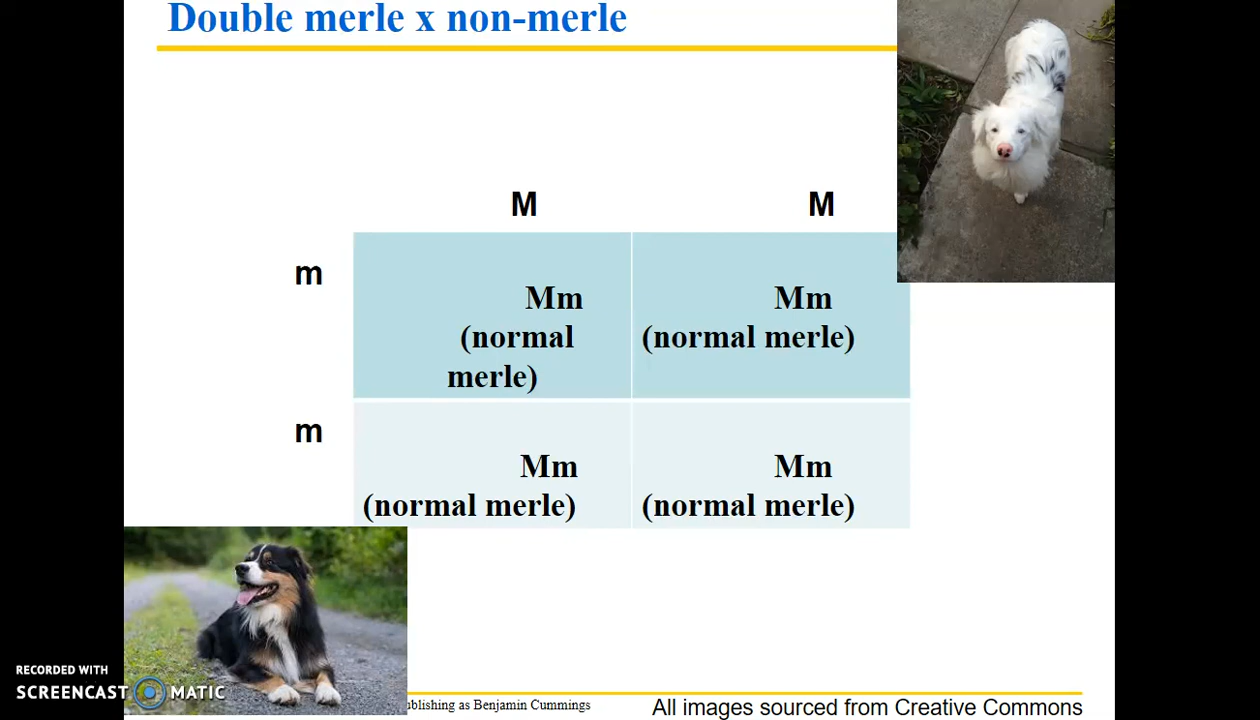 Double merle x non-merle
M M
m
Mm Mm
(normal (normal merle)
merle)
m
Mm Mm
(normal merle) (normal merle)
RECORDED WITH
SCREENCAST MATIC
Publishing as Benjamin Cummings
All images sourced from Creative Commons